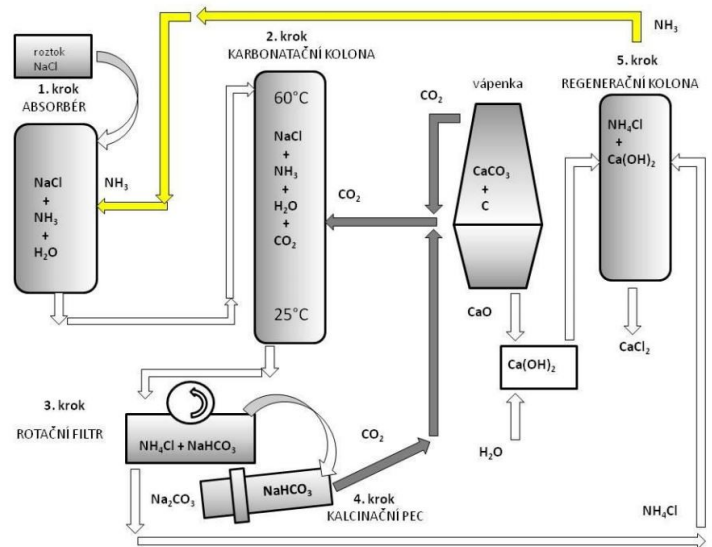 NH₃
2. krok
KARBONATAČNÍ KOLONA
5. krok
REGENERAČNÍ KOLONA
roztok
NaCl
1. krok
ABSORBÉR
CO₂
vápenka
60°C
NaCl
+
NH₃
+
H₂O
+
CO₂
25°C
CaCO₃
+
C
NH₄Cl
+
Ca(OH)₂
NH₃
NaCl
+
NH₃
+
H₂O
CO₂
CaO
CaCl₂
Ca(OH)₂
H₂O
3. krok
ROTAČNÍ FILTR
NH₄Cl + NaHCO₃
CO₂
Na₂CO₃
NaHCO₃
4. krok
KALCINAČNÍ PEC
NH₄Cl